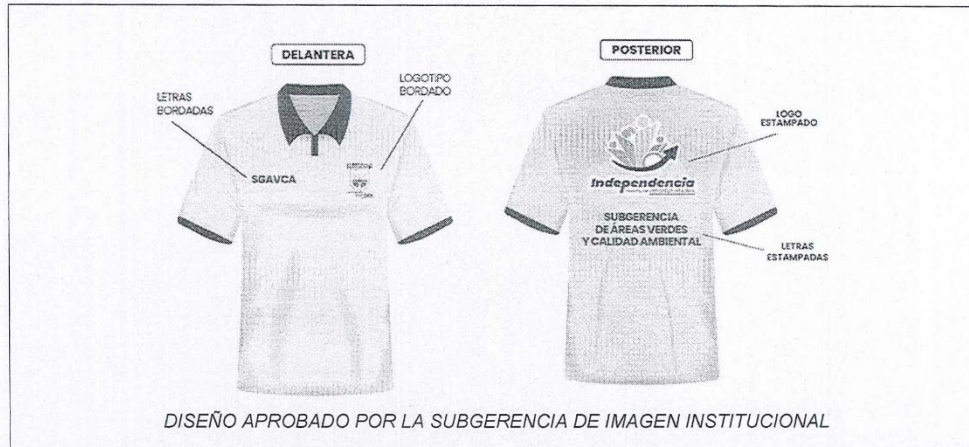 DELANTERA
LETRAS
BORDADAS
LOGOTIPO
BORDADO
SGAVCA
POSTERIOR
LOGO
ESTAMPADO
Independencia
SUBGERENCIA
DE ÁREAS VERDES
Y CALIDAD AMBIENTAL
LETRAS
ESTAMPADAS
DISEÑO APROBADO POR LA SUBGERENCIA DE IMAGEN INSTITUCIONAL